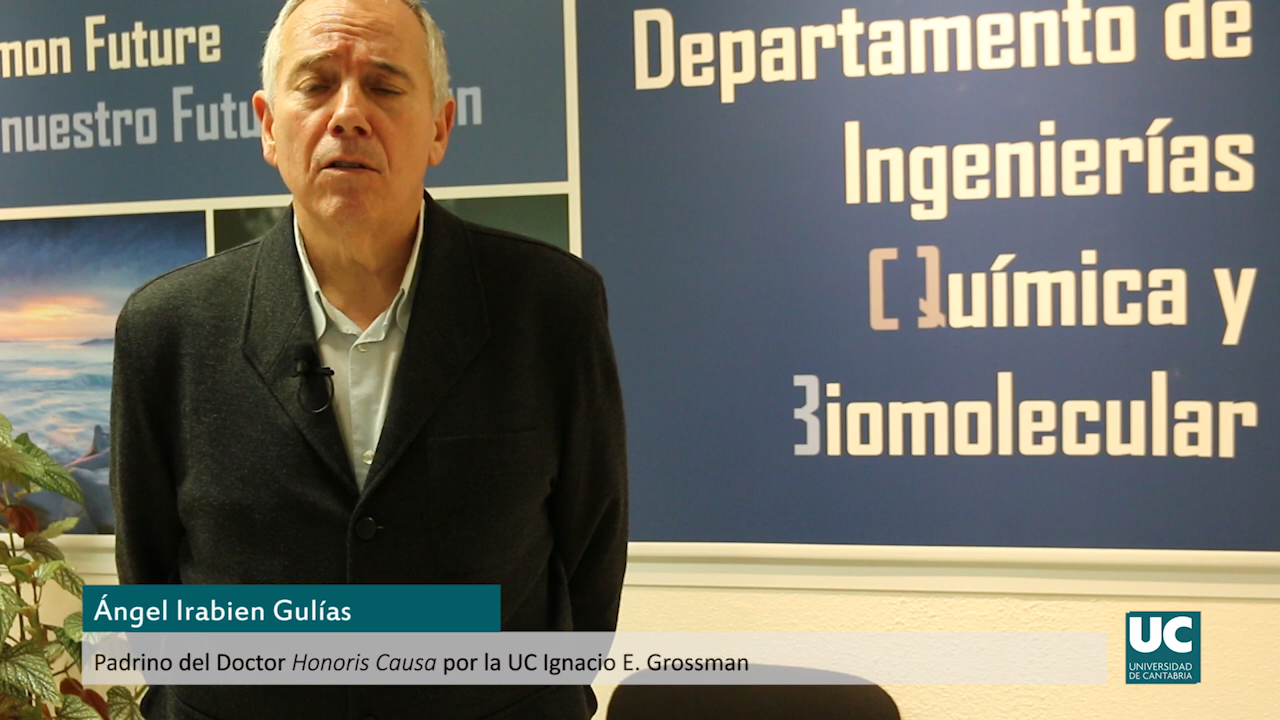 mon Future
nuestro Futu
Departamento de
Ingenierías
Química y
Biomolecular
Ángel Irabien Gulías
Padrino del Doctor Honoris Causa por la UC Ignacio E. Grossman
UC
UNIVERSIDAD
DE CANTABRIA